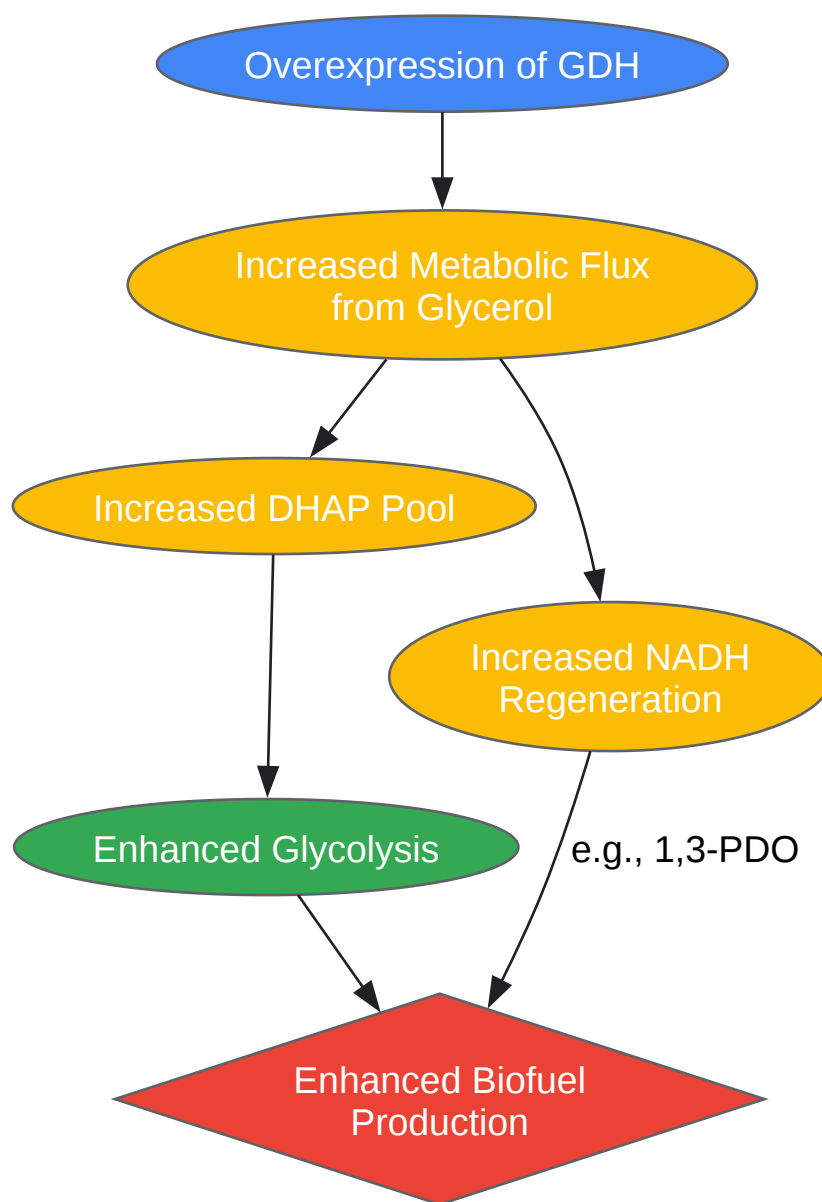 Overexpression of GDH
Increased Metabolic Flux
from Glycerol
Increased DHAP Pool
Increased NADH
Regeneration
Enhanced Glycolysis
e.g., 1,3-PDO
Enhanced Biofuel
Production